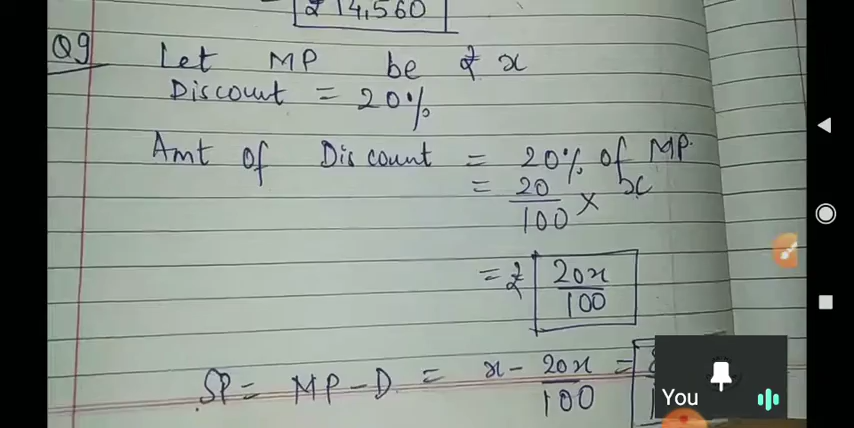 ₹ 14,560
Q9 Let MP be ₹ x
Discount = 20%
Amt of Discount = 20% of MP.
= 20/100 × x
= ₹ 20x/100
SP = MP - D = x - 20x/100 =
You